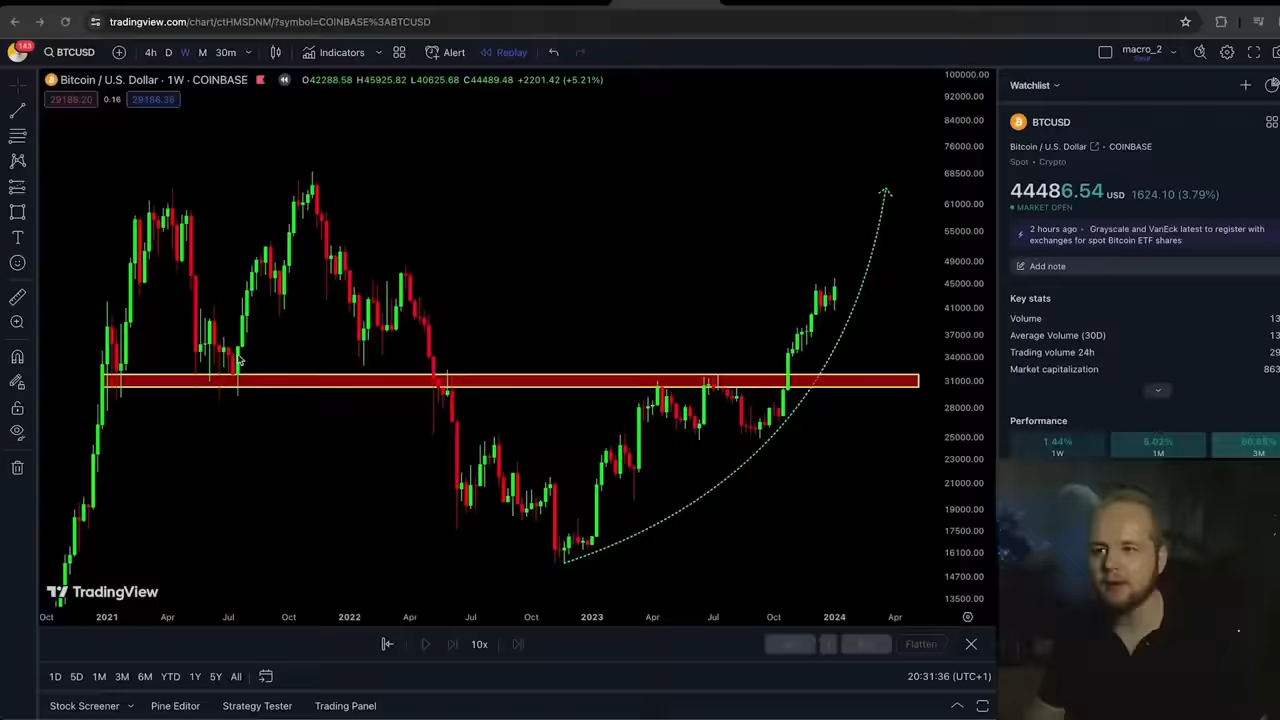 tradingview.com/chart/ctHMSDNM/?symbol=COINBASE%3ABTCUSD
143
BTCUSD
4h D W M 30m
Indicators
Alert
Replay
macro_2
Save
Bitcoin / U.S. Dollar · 1W · COINBASE
O42288.58 H45925.82 L40625.68 C44489.48 +2201.42 (+5.21%)
0.16
100000.00
92000.00
84000.00
76000.00
68500.00
61000.00
55000.00
49000.00
45000.00
41000.00
37000.00
34000.00
31000.00
28000.00
25000.00
23000.00
21000.00
19000.00
17500.00
16100.00
14700.00
13500.00
TradingView
Oct 2021 Apr Jul Oct 2022 Apr Jul Oct 2023 Apr Jul Oct 2024 Apr
10x
Flatten
1D 5D 1M 3M 6M YTD 1Y 5Y All
20:31:36 (UTC+1)
Stock Screener Pine Editor Strategy Tester Trading Panel
Watchlist
BTCUSD
Bitcoin / U.S. Dollar · COINBASE
Spot • Crypto
44486.54 USD 1624.10 (3.79%)
MARKET OPEN
2 hours ago • Grayscale and VanEck latest to register with
exchanges for spot Bitcoin ETF shares
Add note
Key stats
Volume 13
Average Volume (30D) 13
Trading volume 24h 29
Market capitalization 863
Performance
1.44%
1W
1M
3M